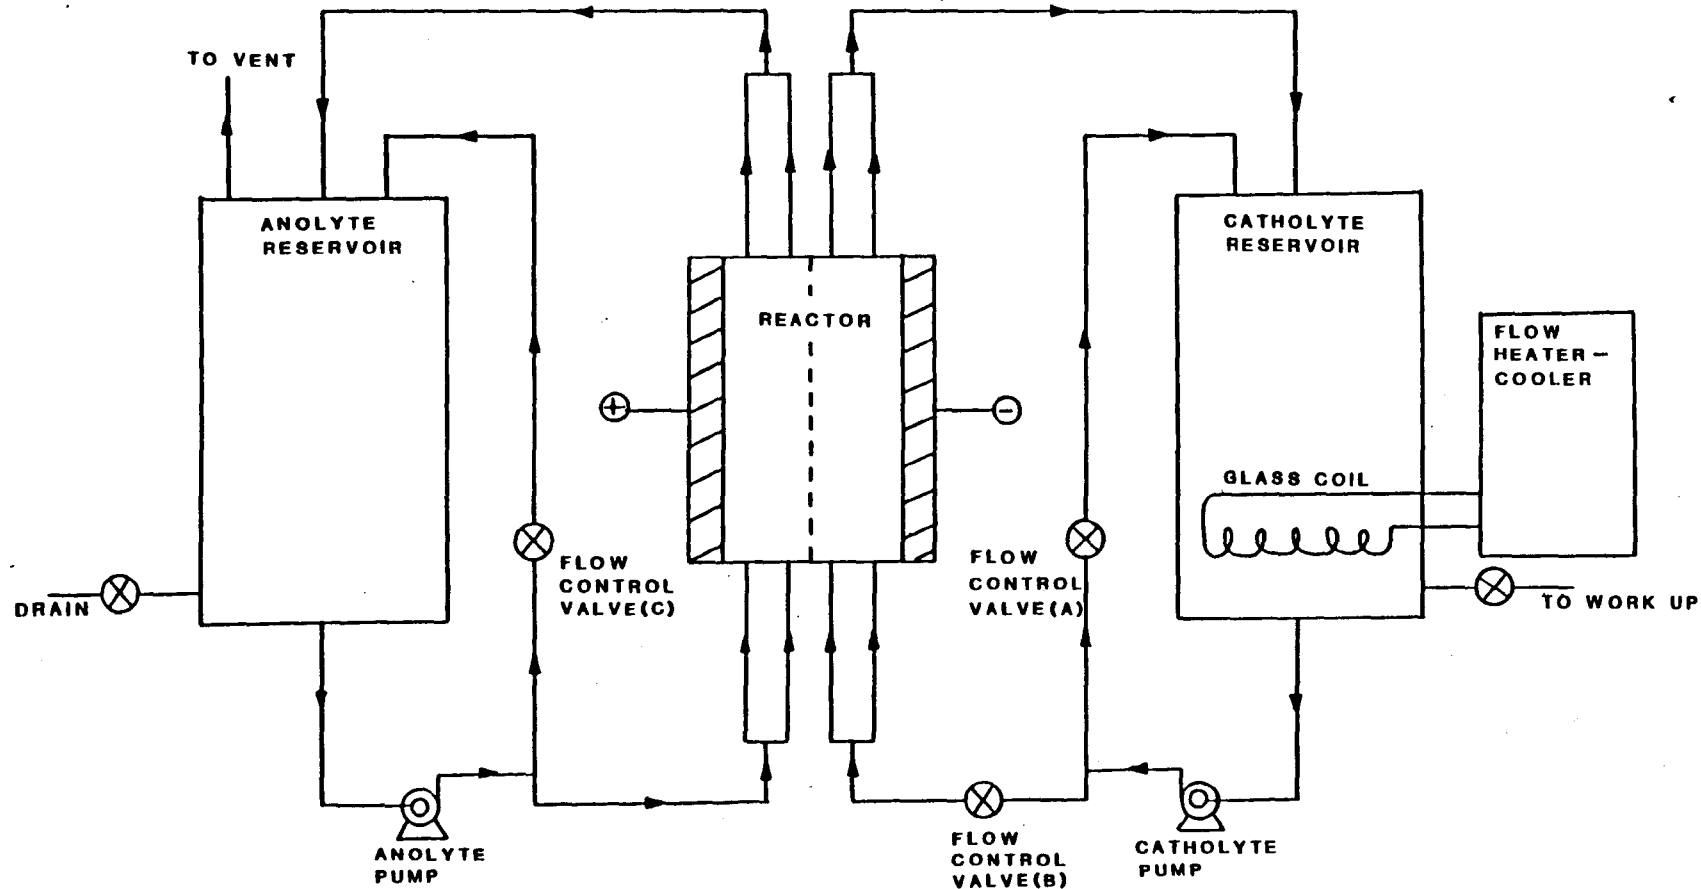 TO VENT
ANOLYTE
RESERVOIR
CATHOLYTE
RESERVOIR
REACTOR
FLOW
HEATER-
COOLER
+
-
GLASS COIL
FLOW
CONTROL
VALVE(C)
FLOW
CONTROL
VALVE(A)
DRAIN
TO WORK UP
ANOLYTE
PUMP
FLOW
CONTROL
VALVE(B)
CATHOLYTE
PUMP